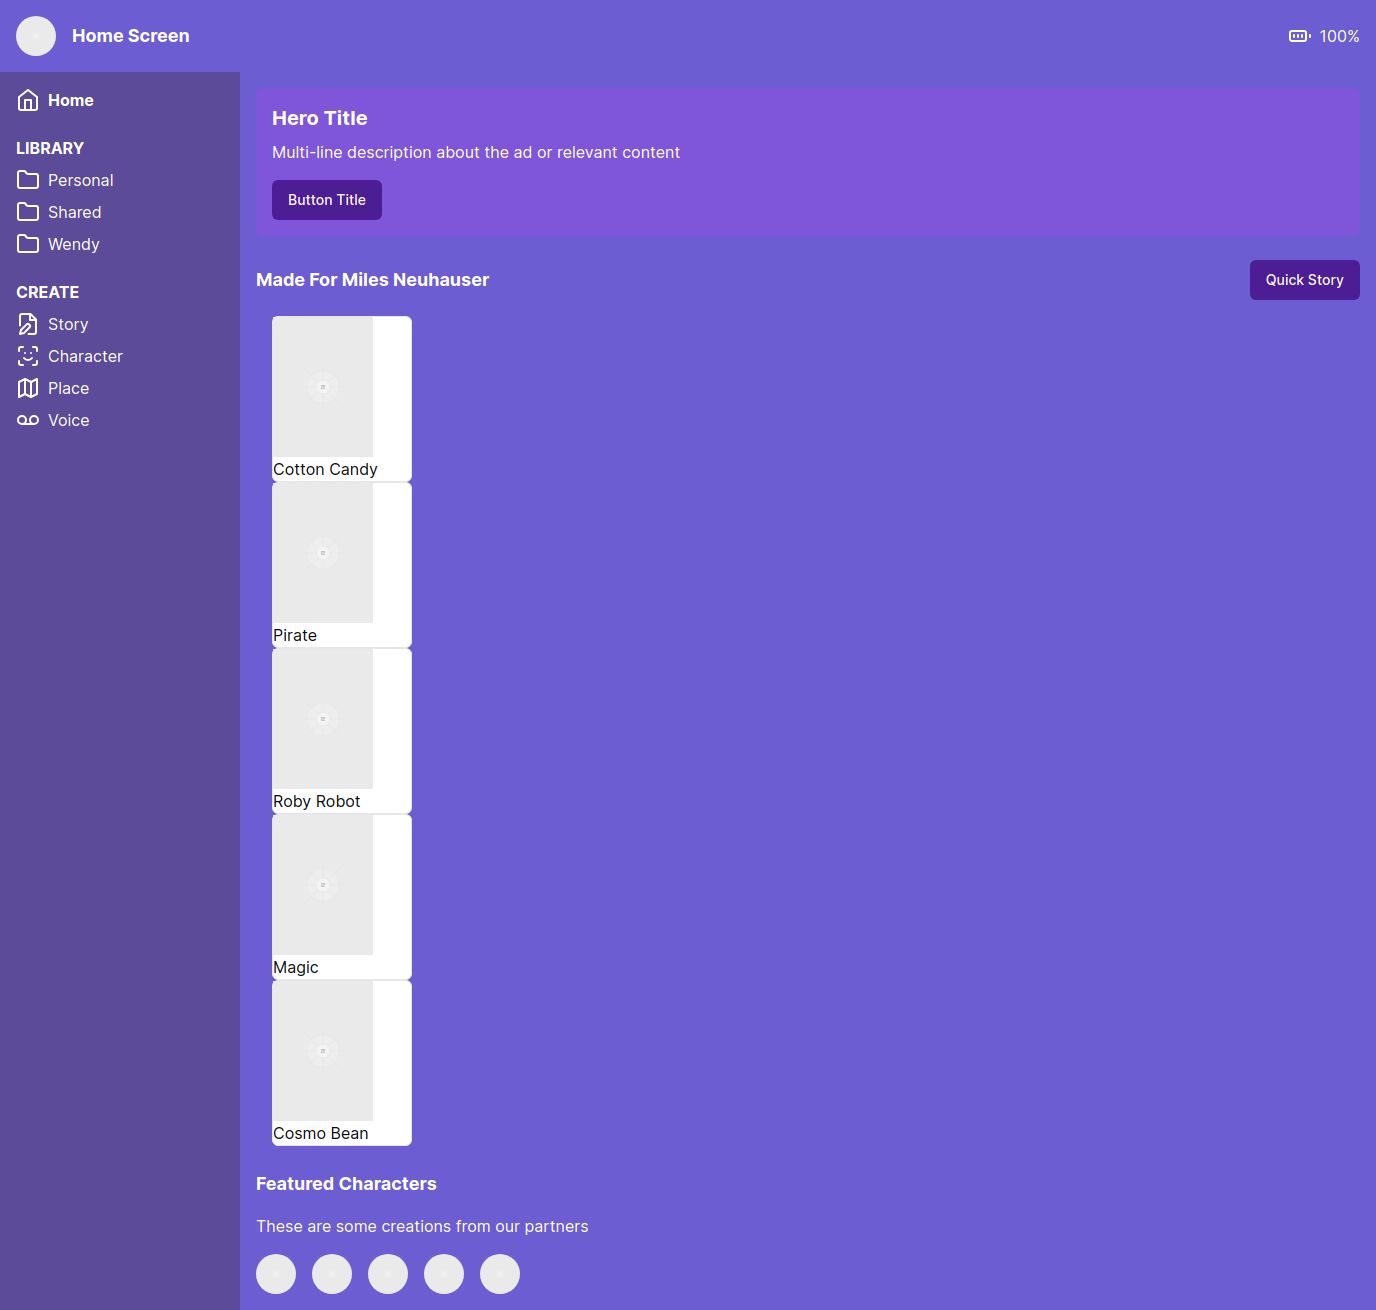 Home Screen
100%
Home
LIBRARY
Personal
Shared
Wendy
CREATE
Story
Character
Place
Voice
Hero Title
Multi-line description about the ad or relevant content
Button Title
Made For Miles Neuhauser
Quick Story
Cotton Candy
Pirate
Roby Robot
Magic
Cosmo Bean
Featured Characters
These are some creations from our partners